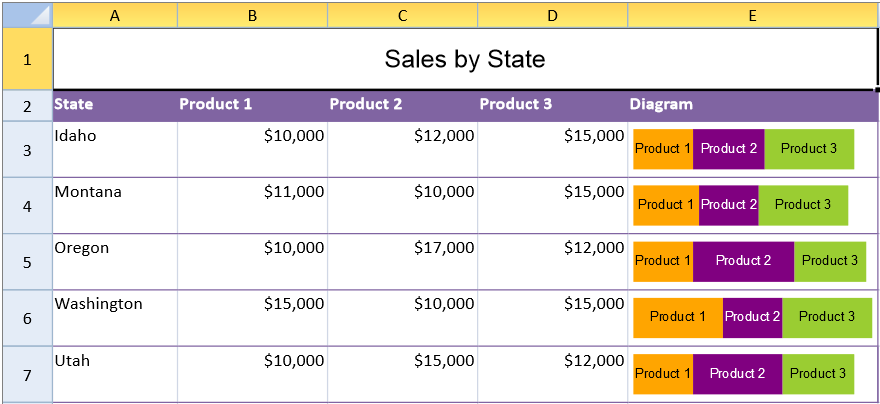 A B C D E
1 Sales by State
2 State Product 1 Product 2 Product 3 Diagram
3 Idaho $10,000 $12,000 $15,000 Product 1 Product 2 Product 3
4 Montana $11,000 $10,000 $15,000 Product 1 Product 2 Product 3
5 Oregon $10,000 $17,000 $12,000 Product 1 Product 2 Product 3
6 Washington $15,000 $10,000 $15,000 Product 1 Product 2 Product 3
7 Utah $10,000 $15,000 $12,000 Product 1 Product 2 Product 3